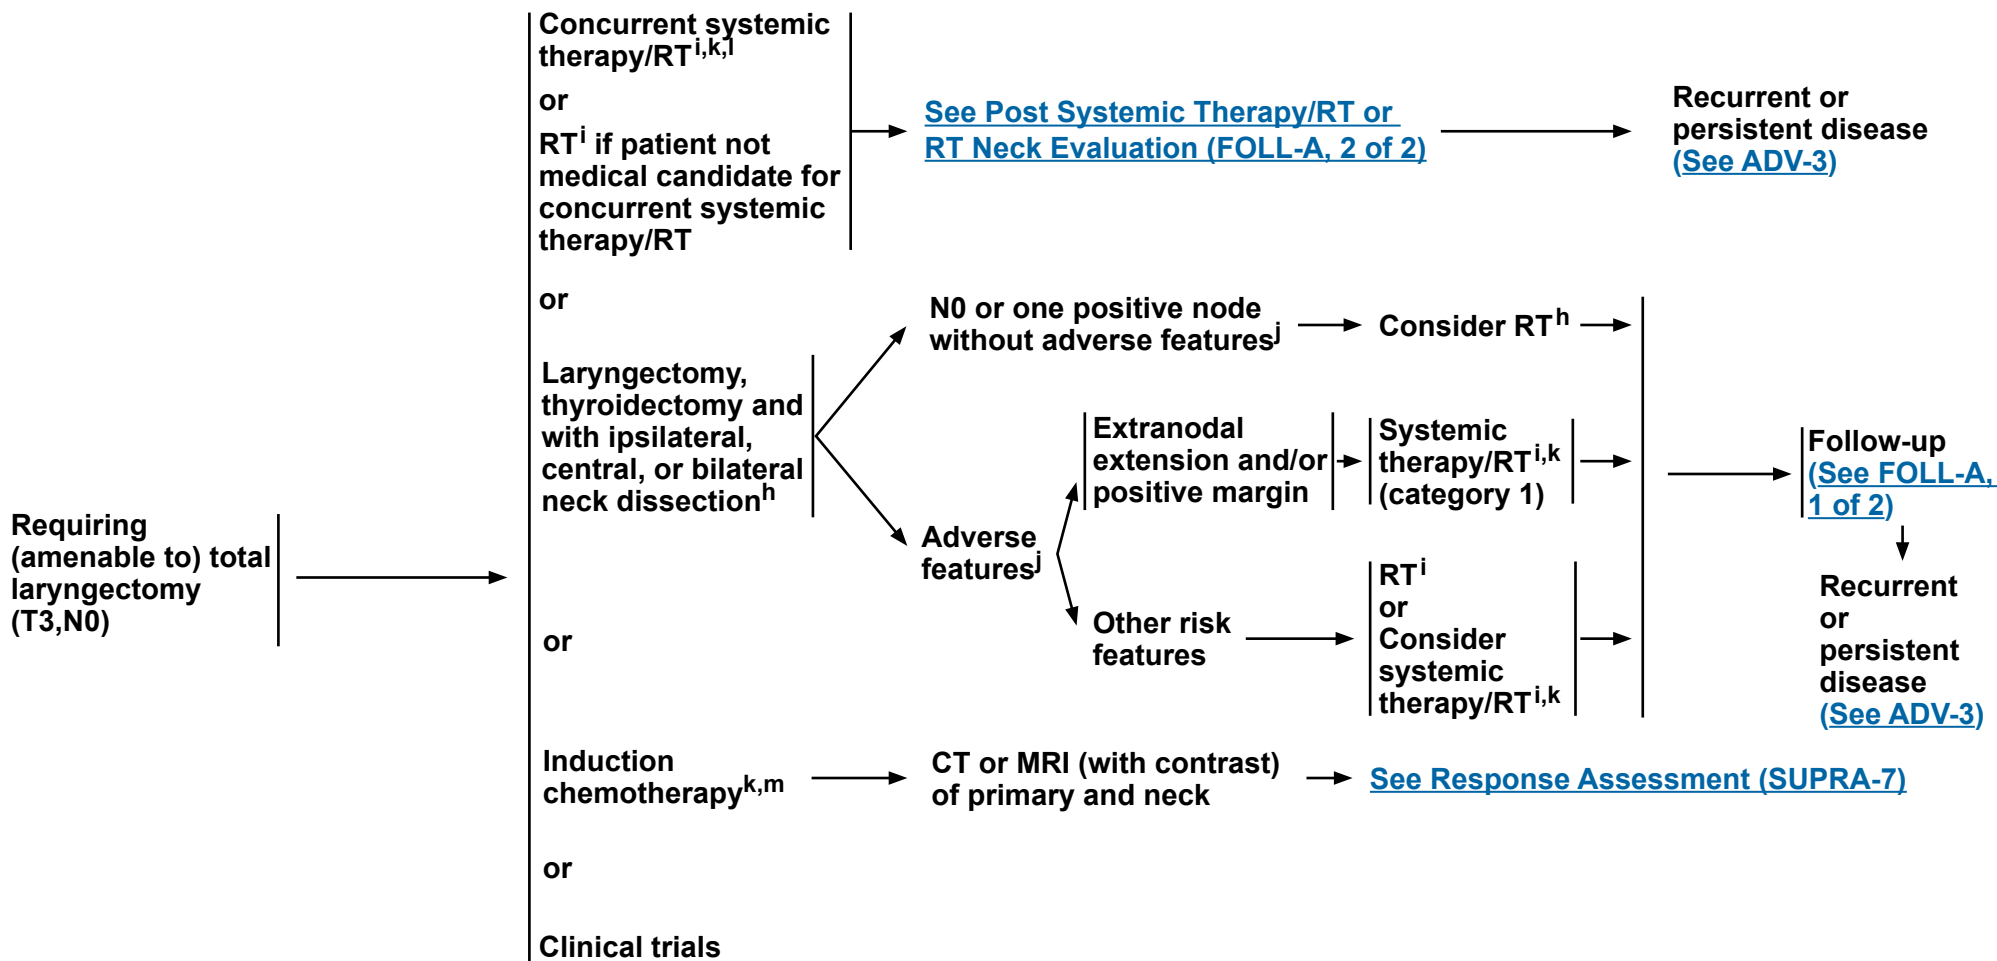 Requiring
(amenable to) total
laryngectomy
(T3,N0)
Concurrent systemic
therapy/RTi,k,l
or
RTi if patient not
medical candidate for
concurrent systemic
therapy/RT
See Post Systemic Therapy/RT or
RT Neck Evaluation (FOLL-A, 2 of 2)
Recurrent or
persistent disease
(See ADV-3)
or
Laryngectomy,
thyroidectomy and
with ipsilateral,
central, or bilateral
neck dissectionh
N0 or one positive node
without adverse featuresj
Consider RTh
Adverse
featuresj
Extranodal
extension and/or
positive margin
Systemic
therapy/RTi,k
(category 1)
Other risk
features
RTi
or
Consider
systemic
therapy/RTi,k
Follow-up
(See FOLL-A,
1 of 2)
Recurrent
or
persistent
disease
(See ADV-3)
or
Induction
chemotherapyk,m
CT or MRI (with contrast)
of primary and neck
See Response Assessment (SUPRA-7)
or
Clinical trials